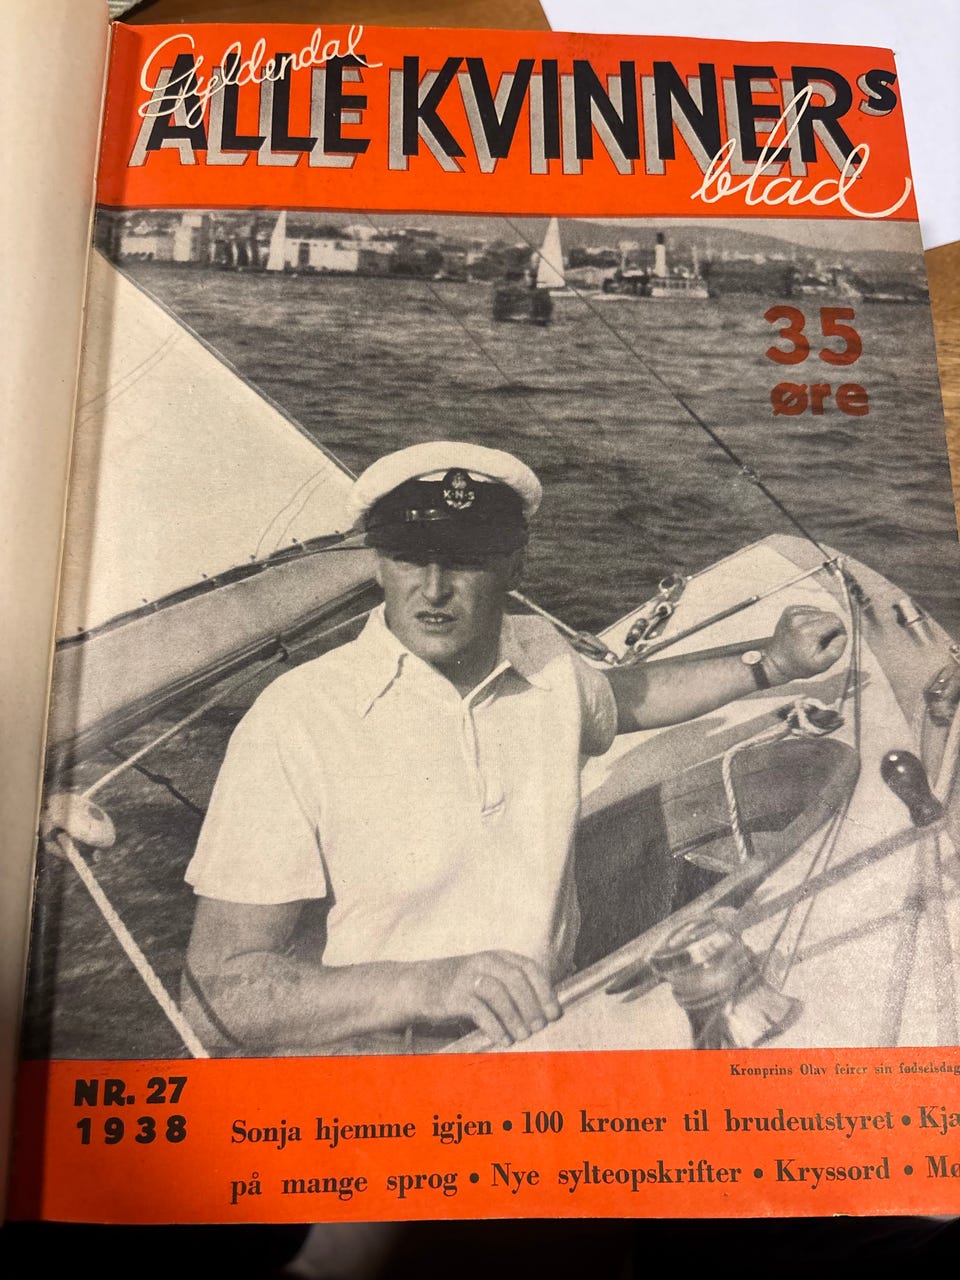 Gyldendal
ALLE KVINNERS
blad
35
øre
K·N·S
Kronprins Olav feirer sin fødselsdag
NR. 27
1938
Sonja hjemme igjen • 100 kroner til brudeutstyret •
på mange sprog • Nye sylteopskrifter • Kryssord •